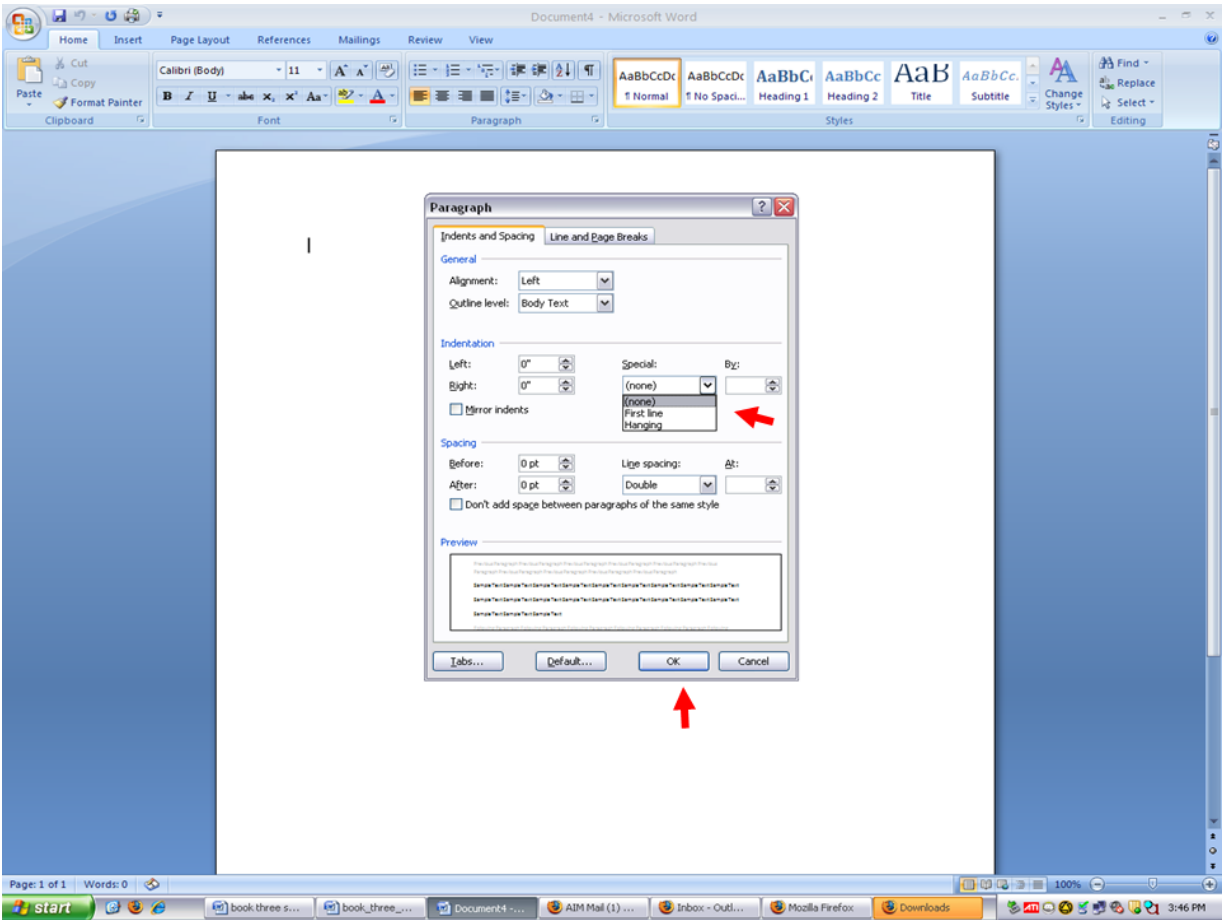 Document4 - Microsoft Word
Home Insert Page Layout References Mailings Review View
Paste
Cut
Copy
Format Painter
Clipboard
Calibri (Body) 11
B I U abc x, x² Aa A
Font
Paragraph
AaBbCcDc AaBbCcDc AaBbC AaBbCc AaB AaBbCc.
¶ Normal ¶ No Spaci... Heading 1 Heading 2 Title Subtitle
Change Styles
Styles
Find
Replace
Select
Editing
Paragraph
Indents and Spacing Line and Page Breaks
General
Alignment: Left
Outline level: Body Text
Indentation
Left: 0" Special: By:
Right: 0" (none)
Mirror indents
(none)
First line
Hanging
Spacing
Before: 0 pt Line spacing: At:
After: 0 pt Double
Don't add space between paragraphs of the same style
Preview
Tabs... Default... OK Cancel
Page: 1 of 1 Words: 0 100%
start book three s... book_three_... Document4 -... AIM Mail (1) ... Inbox - Outl... Mozilla Firefox Downloads ATI 3:46 PM